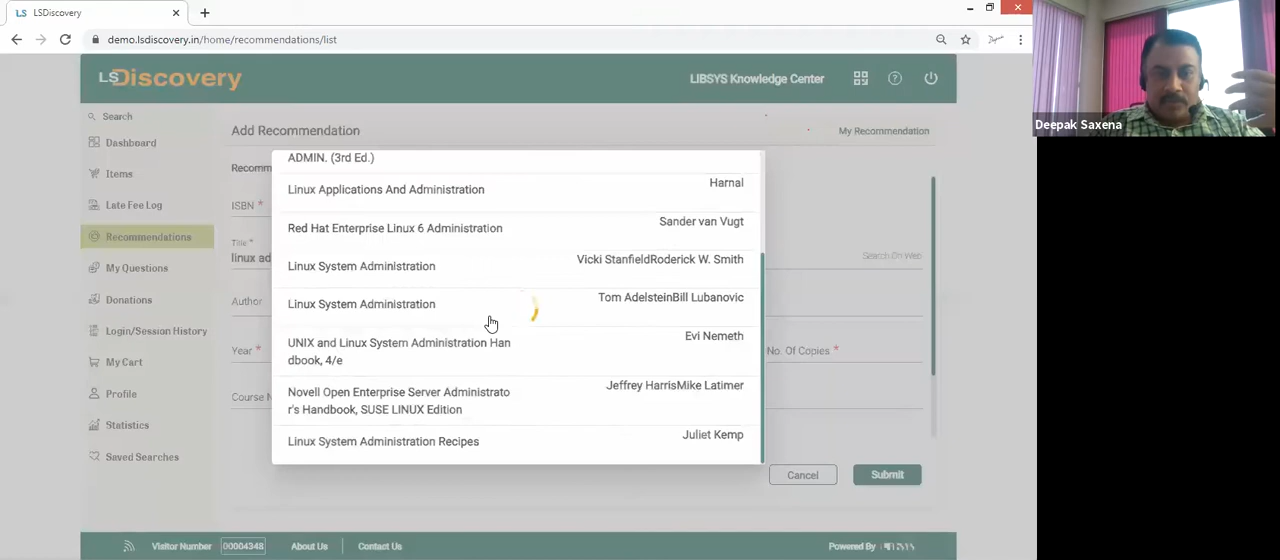 LS LSDiscovery
demo.lsdiscovery.in/home/recommendations/list
LSDiscovery
LIBSYS Knowledge Center
Deepak Saxena
Search
Dashboard
Items
Late Fee Log
Recommendations
My Questions
Donations
Login/Session History
My Cart
Profile
Statistics
Saved Searches
Add Recommendation
My Recommendation
Recomm
ISBN *
Title *
linux ad
Search On Web
Author
Year *
No. Of Copies *
Course N
ADMIN. (3rd Ed.)
Linux Applications And Administration Harnal
Red Hat Enterprise Linux 6 Administration Sander van Vugt
Linux System Administration Vicki StanfieldRoderick W. Smith
Linux System Administration Tom AdelsteinBill Lubanovic
UNIX and Linux System Administration Han Evi Nemeth
dbook, 4/e
Novell Open Enterprise Server Administrato Jeffrey HarrisMike Latimer
r's Handbook, SUSE LINUX Edition
Linux System Administration Recipes Juliet Kemp
Cancel
Submit
Visitor Number 00004348 About Us Contact Us
Powered By